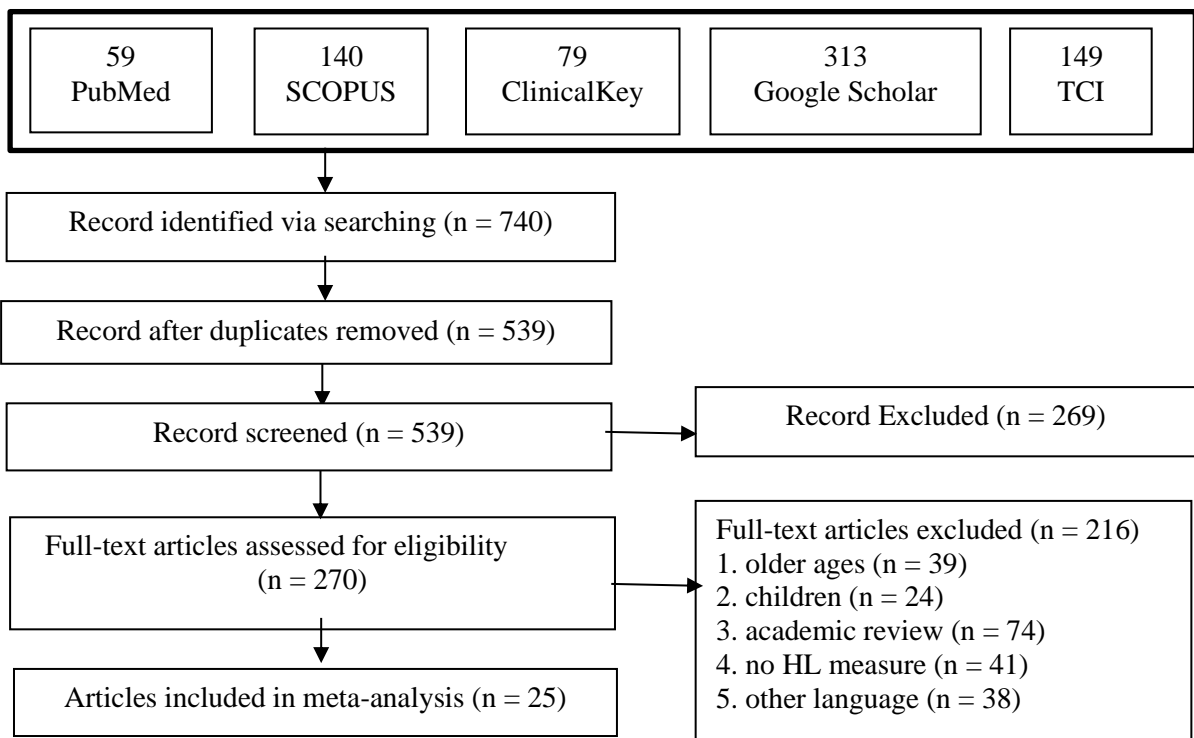 59
PubMed
140
SCOPUS
79
ClinicalKey
313
Google Scholar
149
TCI
Record identified via searching (n = 740)
Record after duplicates removed (n = 539)
Record screened (n = 539)
Record Excluded (n = 269)
Full-text articles assessed for eligibility
(n = 270)
Full-text articles excluded (n = 216)
1. older ages (n = 39)
2. children (n = 24)
3. academic review (n = 74)
4. no HL measure (n = 41)
5. other language (n = 38)
Articles included in meta-analysis (n = 25)